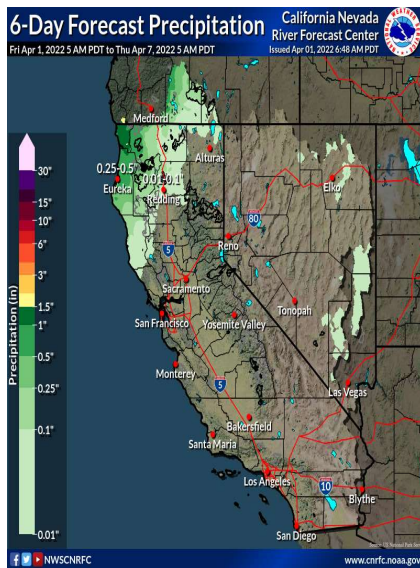 6-Day Forecast Precipitation
Fri Apr 1, 2022 5 AM PDT to Thu Apr 7, 2022 5 AM PDT
California Nevada
River Forecast Center
Issued Apr 01, 2022 6:48 AM PDT
Medford
Alturas
0.25-0.5"
0.01-0.1"
Eureka
Redding
Elko
80
Reno
5
Sacramento
Tonopah
San Francisco
Yosemite Valley
Monterey
5
Las Vegas
Bakersfield
Santa Maria
Los Angeles
10
Blythe
San Diego
Precipitation (in)
30"
15"
10"
6"
3"
1.5"
1"
0.5"
0.25"
0.1"
0.01"
NWSCNRFC
www.cnrfc.noaa.gov